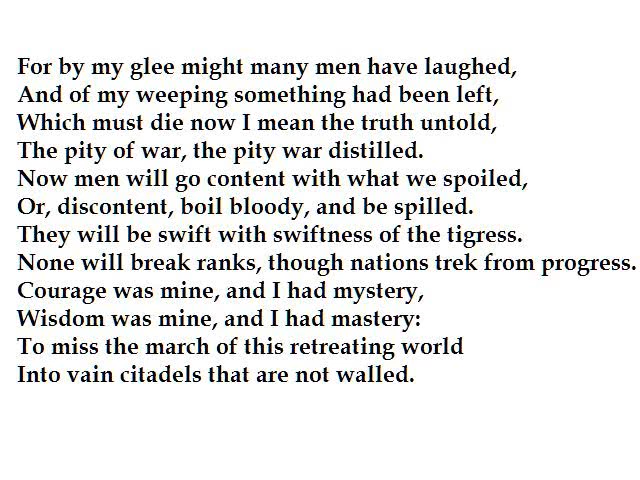 For by my glee might many men have laughed,
And of my weeping something had been left,
Which must die now I mean the truth untold,
The pity of war, the pity war distilled.
Now men will go content with what we spoiled,
Or, discontent, boil bloody, and be spilled.
They will be swift with swiftness of the tigress.
None will break ranks, though nations trek from progress.
Courage was mine, and I had mystery,
Wisdom was mine, and I had mastery:
To miss the march of this retreating world
Into vain citadels that are not walled.